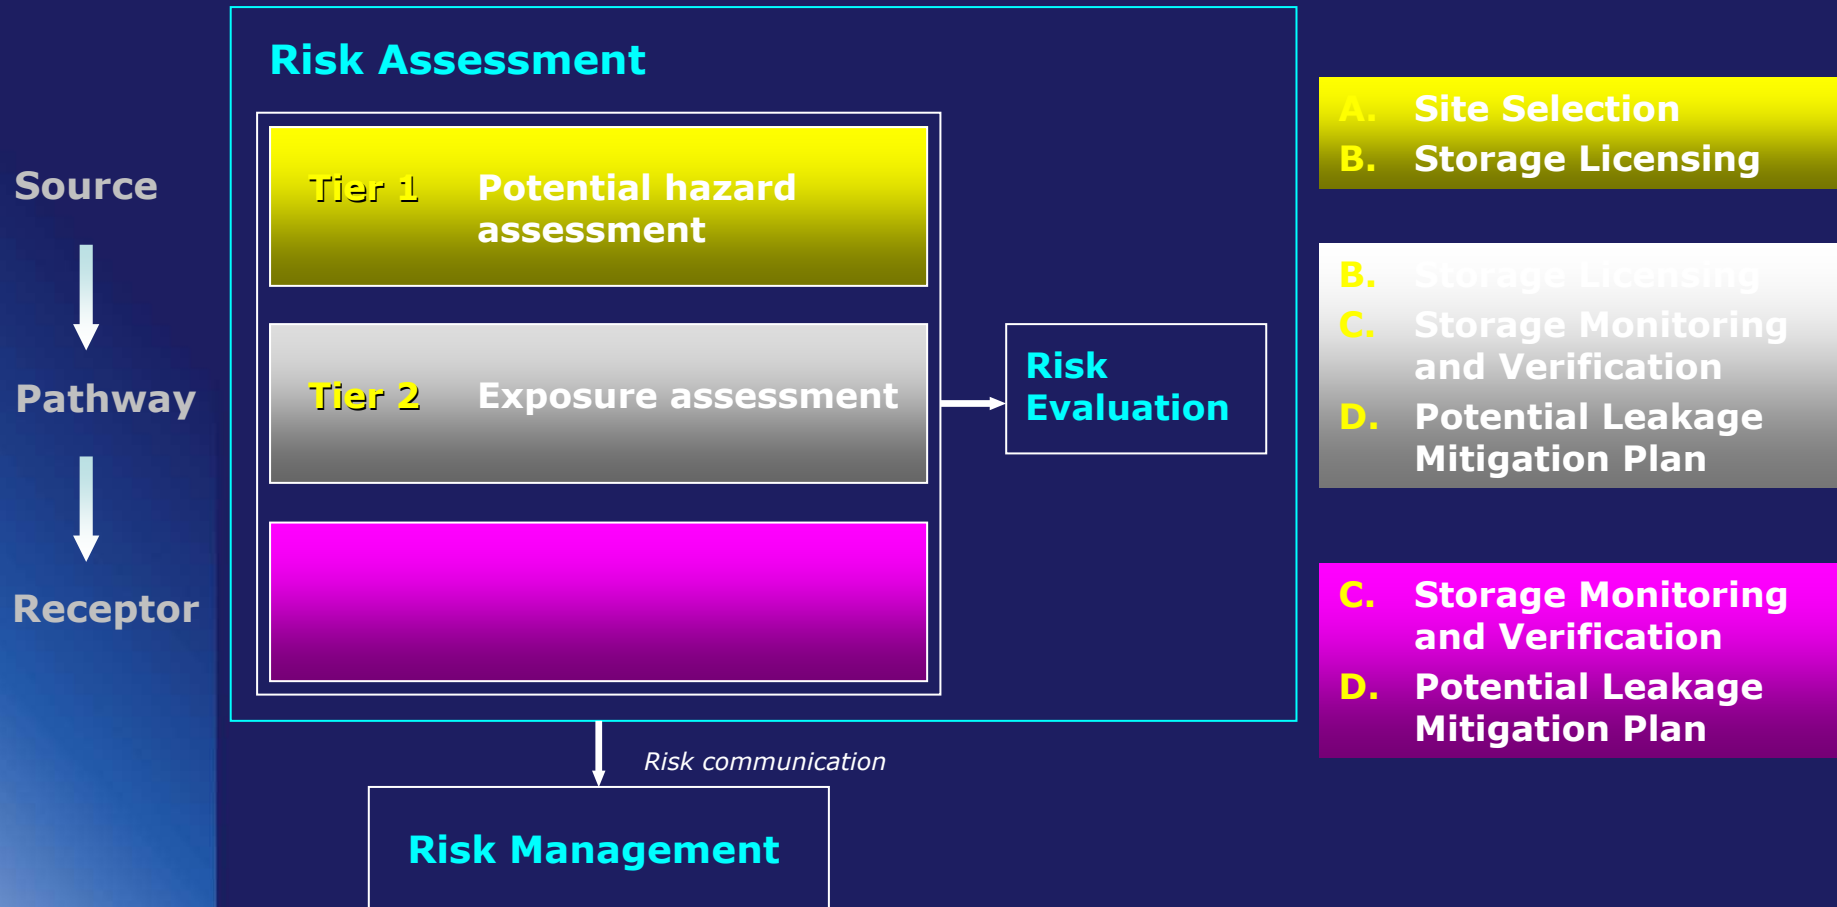 Risk Assessment
Source
Pathway
Receptor
Tier 1 Potential hazard
assessment
Tier 2 Exposure assessment
Risk
Evaluation
Risk communication
Risk Management
A. Site Selection
B. Storage Licensing
B. Storage Licensing
C. Storage Monitoring
and Verification
D. Potential Leakage
Mitigation Plan
C. Storage Monitoring
and Verification
D. Potential Leakage
Mitigation Plan